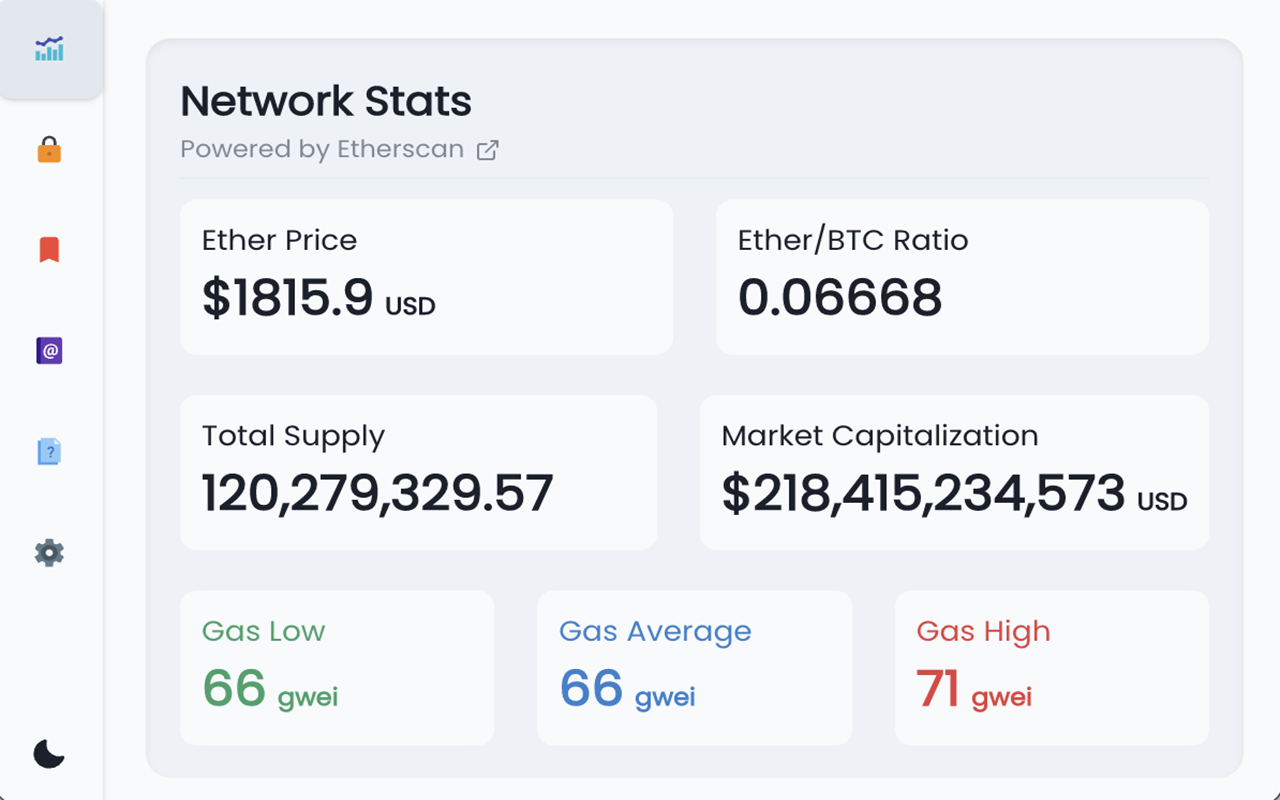 Network Stats
Powered by Etherscan
Ether Price
$1815.9 USD
Ether/BTC Ratio
0.06668
Total Supply
120,279,329.57
Market Capitalization
$218,415,234,573 USD
Gas Low
66 gwei
Gas Average
66 gwei
Gas High
71 gwei
@
?